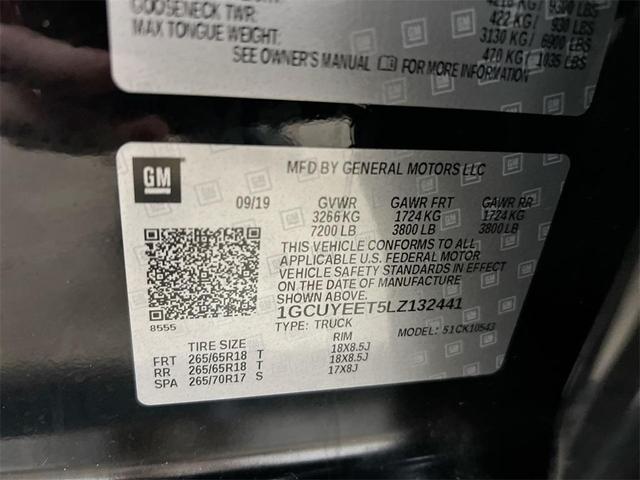 GOOSENECK TWR:
422 KG / 930 LBS
MAX TONGUE WEIGHT:
3130 KG / 6900 LBS
470 KG / 1035 LBS
SEE OWNER'S MANUAL FOR MORE INFORMATION
GM
MFD BY GENERAL MOTORS LLC
09/19 GVWR GAWR FRT GAWR RR
3266 KG 1724 KG 1724 KG
7200 LB 3800 LB 3800 LB
THIS VEHICLE CONFORMS TO ALL
APPLICABLE U.S. FEDERAL MOTOR
VEHICLE SAFETY STANDARDS IN EFFECT
ON THE DATE OF MANUFACTURE
SHOWN ABOVE.
1GCUYEET5LZ132441
8555
TYPE: TRUCK MODEL: 51CK10543
TIRE SIZE RIM
FRT 265/65R18 T 18X8.5J
RR 265/65R18 T 18X8.5J
SPA 265/70R17 S 17X8J